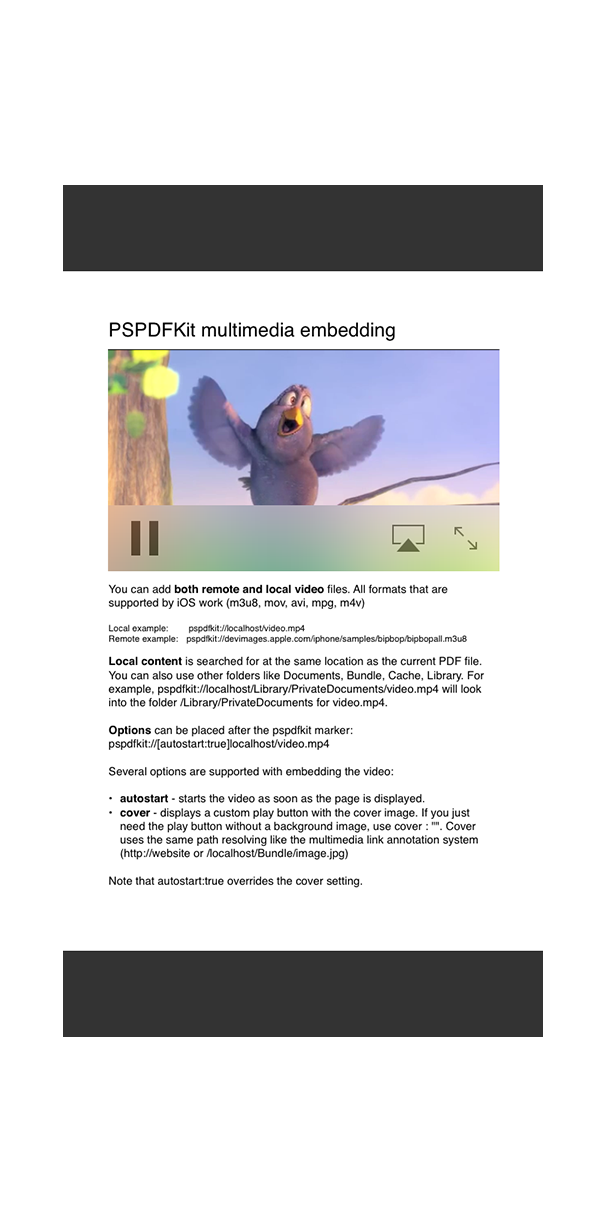 PSPDFKit multimedia embedding
You can add both remote and local video files. All formats that are
supported by iOS work (m3u8, mov, avi, mpg, m4v)
Local example: pspdfkit://localhost/video.mp4
Remote example: pspdfkit://devimages.apple.com/iphone/samples/bipbop/bipbopall.m3u8
Local content is searched for at the same location as the current PDF file.
You can also use other folders like Documents, Bundle, Cache, Library. For
example, pspdfkit://localhost/Library/PrivateDocuments/video.mp4 will look
into the folder /Library/PrivateDocuments for video.mp4.
Options can be placed after the pspdfkit marker:
pspdfkit://[autostart:true]localhost/video.mp4
Several options are supported with embedding the video:
• autostart - starts the video as soon as the page is displayed.
• cover - displays a custom play button with the cover image. If you just
need the play button without a background image, use cover : "". Cover
uses the same path resolving like the multimedia link annotation system
(http://website or /localhost/Bundle/image.jpg)
Note that autostart:true overrides the cover setting.